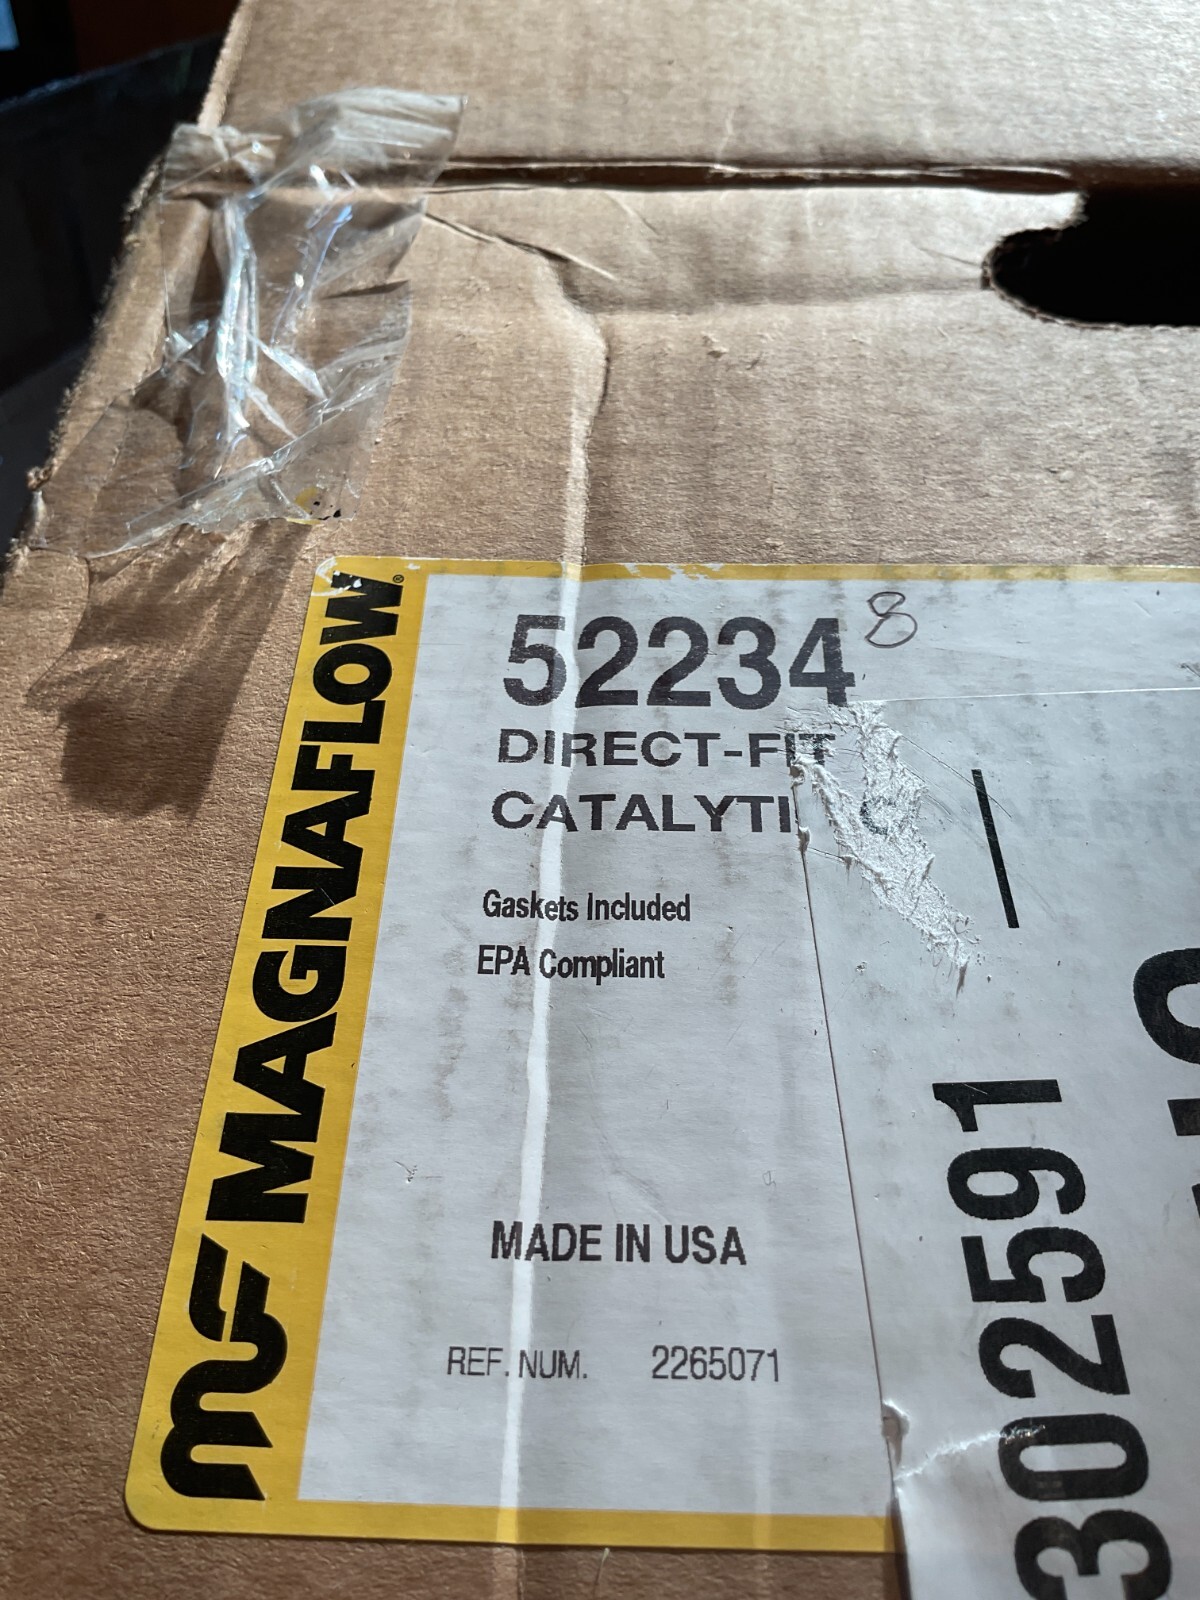 MAGNAFLOW®
52234
8
DIRECT-FIT
CATALYTI
Gaskets Included
EPA Compliant
MADE IN USA
REF. NUM. 2265071
302591